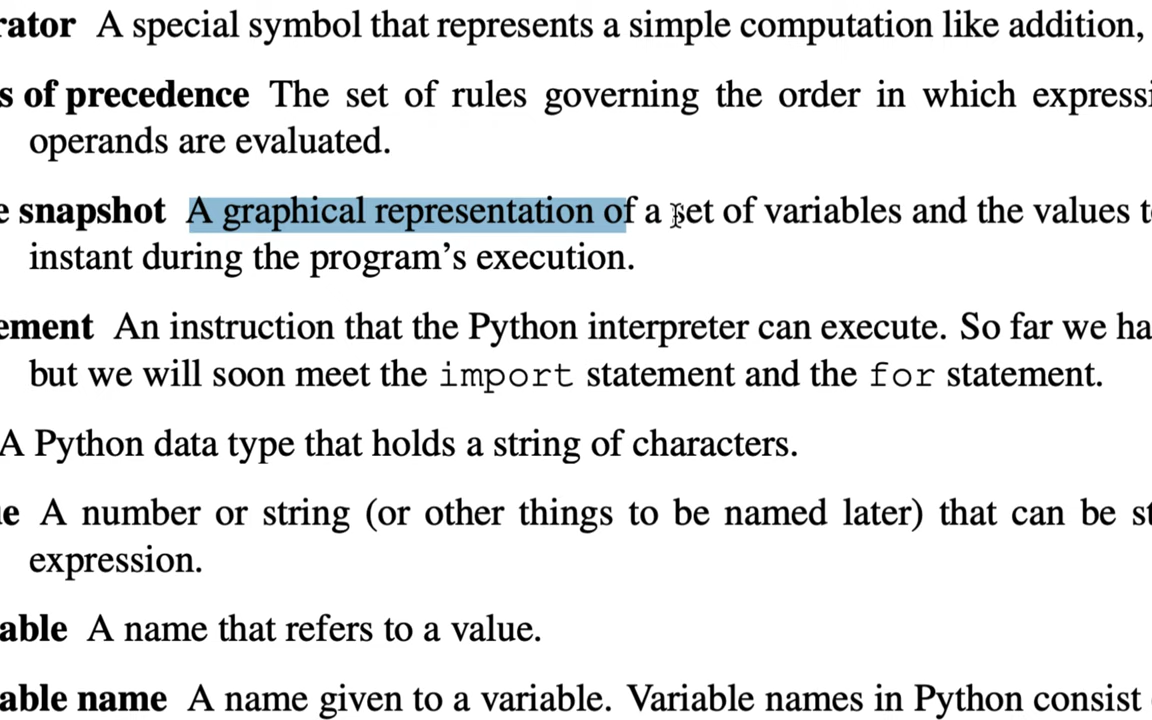 rator A special symbol that represents a simple computation like addition,
s of precedence The set of rules governing the order in which expressi
operands are evaluated.
e snapshot A graphical representation of a set of variables and the values t
instant during the program’s execution.
ement An instruction that the Python interpreter can execute. So far we ha
but we will soon meet the import statement and the for statement.
A Python data type that holds a string of characters.
ue A number or string (or other things to be named later) that can be st
expression.
able A name that refers to a value.
able name A name given to a variable. Variable names in Python consist